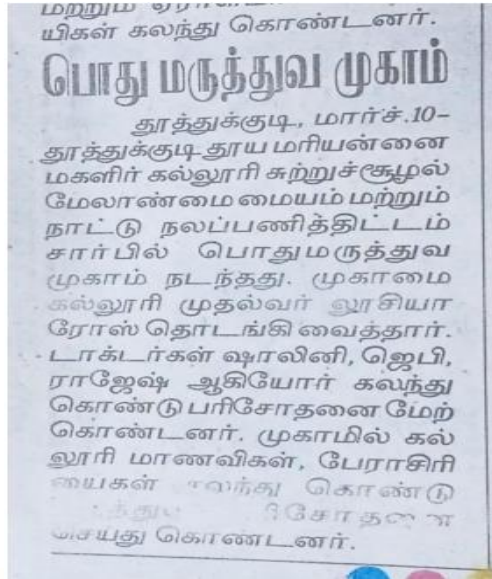 மற்றும்
யிகள் கலந்து கொண்டனர்.
பொது மருத்துவ முகாம்
தூத்துக்குடி, மார்ச்.10-
தூத்துக்குடி தூய மரியன்னை
மகளிர் கல்லூரி சுற்றுச்சூழல்
மேலாண்மை மையம் மற்றும்
நாட்டு நலப்பணித்திட்டம்
சார்பில் பொதுமருத்துவ
முகாம் நடந்தது. முகாமை
கல்லூரி முதல்வர் லூசியா
ரோஸ் தொடங்கி வைத்தார்.
டாக்டர்கள் ஷாலினி, ஜெபி,
ராஜேஷ் ஆகியோர் கலந்து
கொண்டு பரிசோதனை மேற்
கொண்டனர். முகாமில் கல்
லூரி மாணவிகள், பேராசிரி
யைகள் கலந்து கொண்டு
செய்து கொண்டனர்.